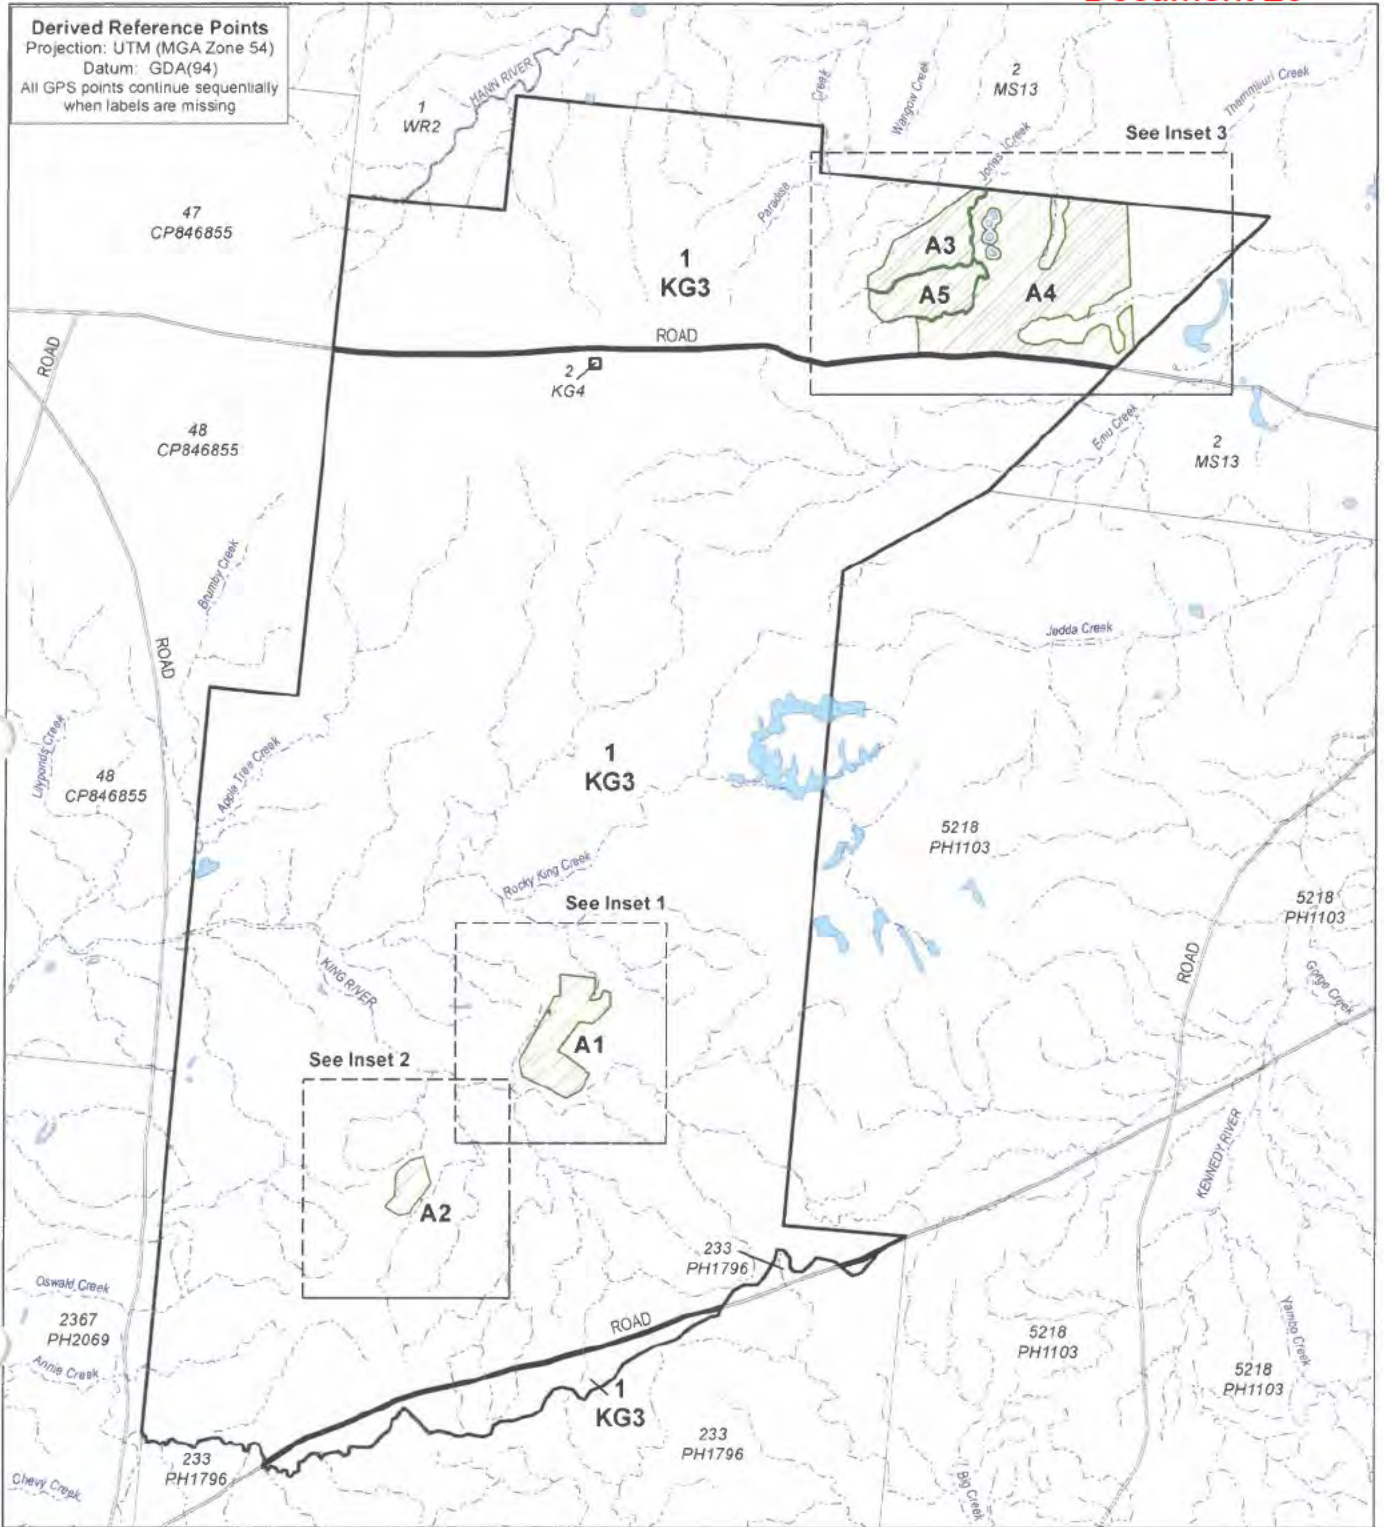 Derived Reference Points
Projection: UTM (MGA Zone 54)
Datum: GDA(94)
All GPS points continue sequentially
when labels are missing
HANN RIVER
1
WR2
Creek
Wangow Creek
2
MS13
Thammiburi Creek
See Inset 3
Jones Creek
Paradise
47
CP846855
1
KG3
A3
A5
A4
ROAD
ROAD
2
KG4
48
CP846855
Emu Creek
2
MS13
Brumby Creek
ROAD
Jedda Creek
Lilyponds Creek
Apple Tree Creek
48
CP846855
1
KG3
5218
PH1103
Rocky King Creek
See Inset 1
5218
PH1103
KING RIVER
ROAD
Gorge Creek
A1
See Inset 2
KENNEDY RIVER
A2
233
PH1796
Oswald Creek
2367
PH2069
ROAD
5218
PH1103
Yambo Creek
Annie Creek
5218
PH1103
1
KG3
233
PH1796
233
PH1796
Chevy Creek
Big Creek